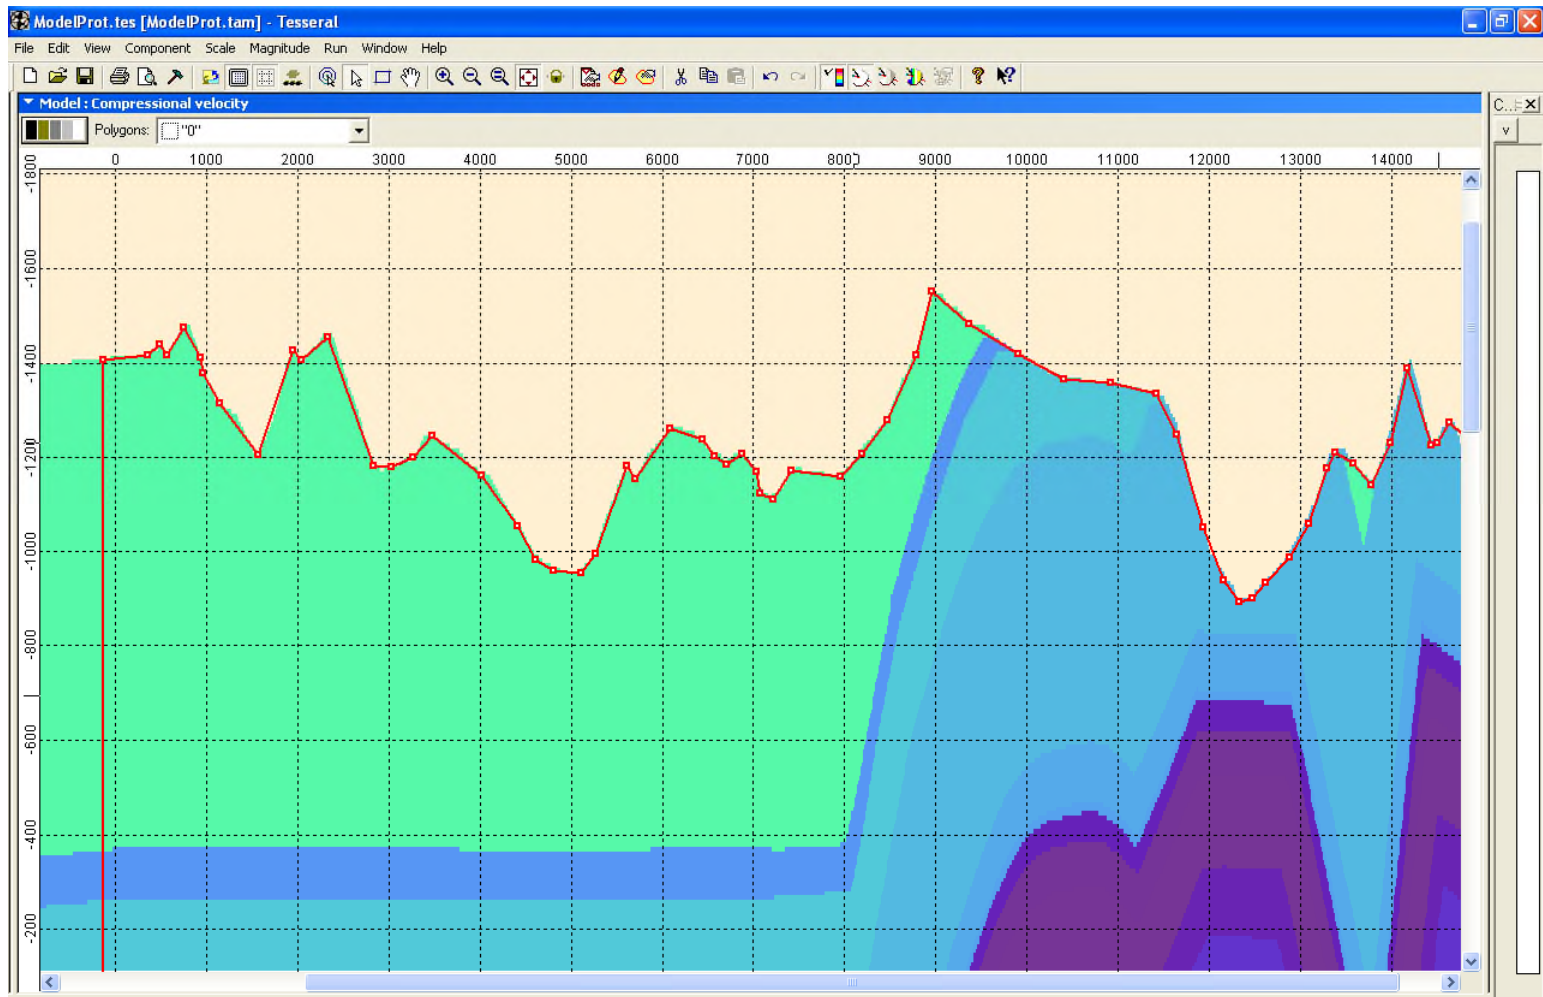 ModelProt.tes [ModelProt.tam] - Tesseral
File Edit View Component Scale Magnitude Run Window Help
Model : Compressional velocity
C...
Polygons: "0"
v
0 1000 2000 3000 4000 5000 6000 7000 8000 9000 10000 11000 12000 13000 14000
-1800
-1600
-1400
-1200
-1000
-800
-600
-400
-200